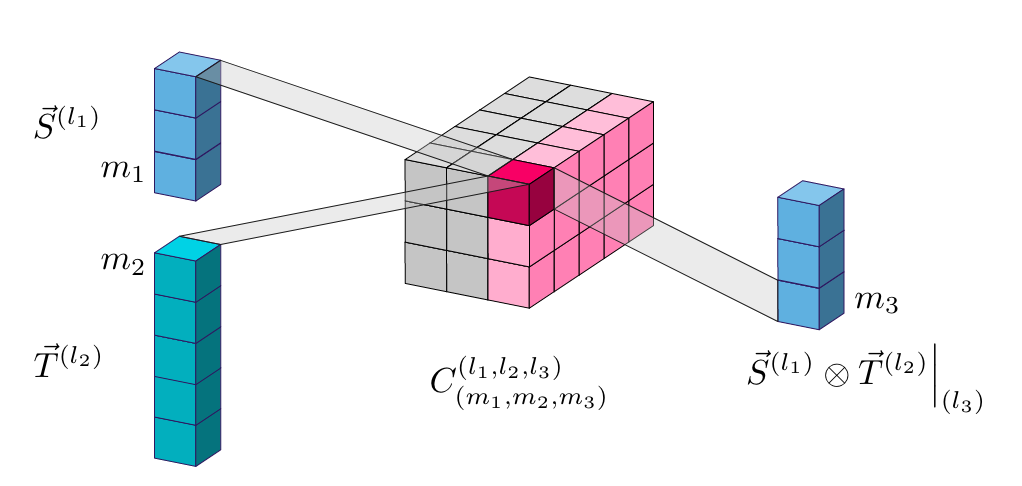 $\vec{S}^{(l_1)}$
$m_1$
$m_2$
$\vec{T}^{(l_2)}$
$C^{(l_1,l_2,l_3)}_{(m_1,m_2,m_3)}$
$m_3$
$\vec{S}^{(l_1)} \otimes \vec{T}^{(l_2)} \Big|_{(l_3)}$